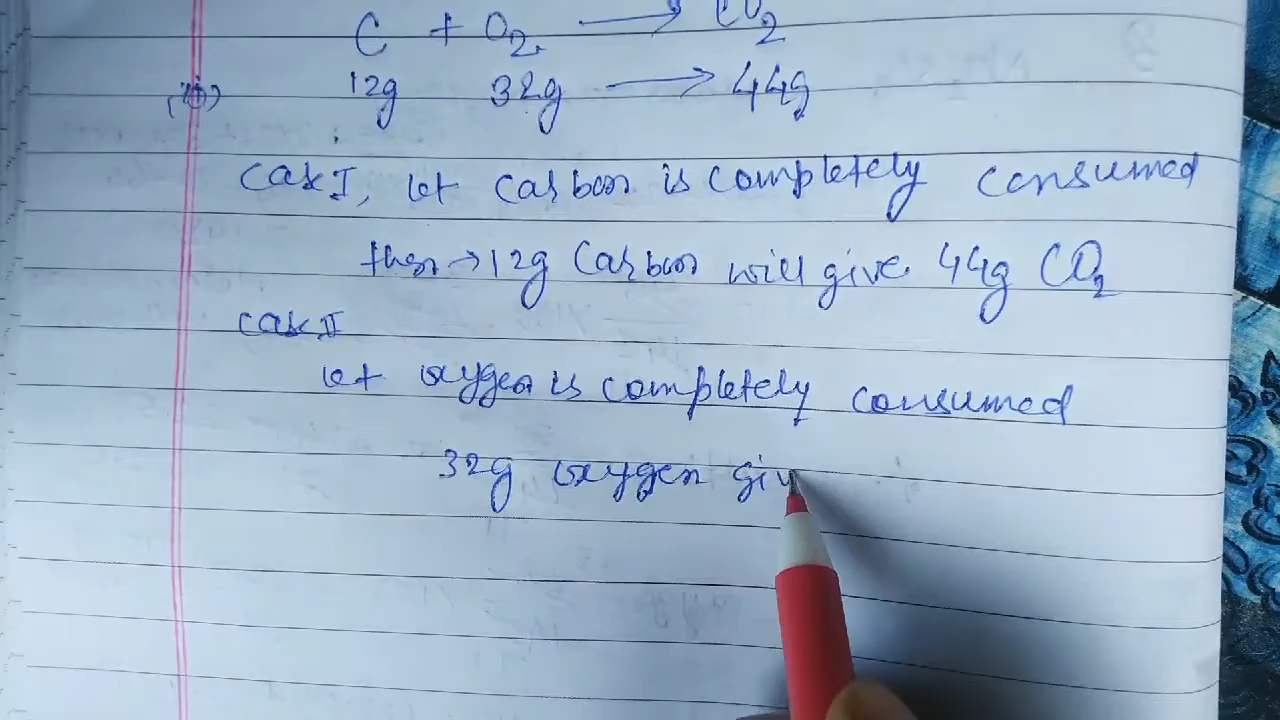 C + O2 → CO2
12g 32g → 44g
Case I, let carbon is completely consumed
then → 12g Carbon will give 44g CO2
Case II
let oxygen is completely consumed
32g oxygen giv